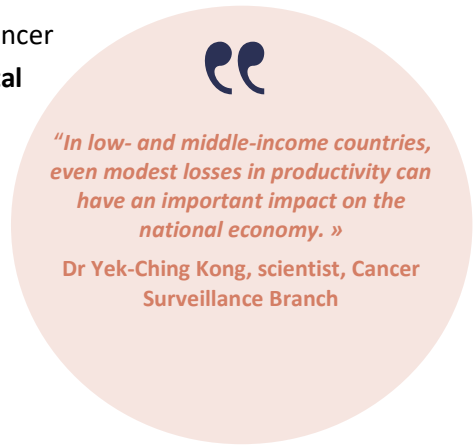 ncer
tal
“In low- and middle-income countries,
even modest losses in productivity can
have an important impact on the
national economy. »
Dr Yek-Ching Kong, scientist, Cancer
Surveillance Branch